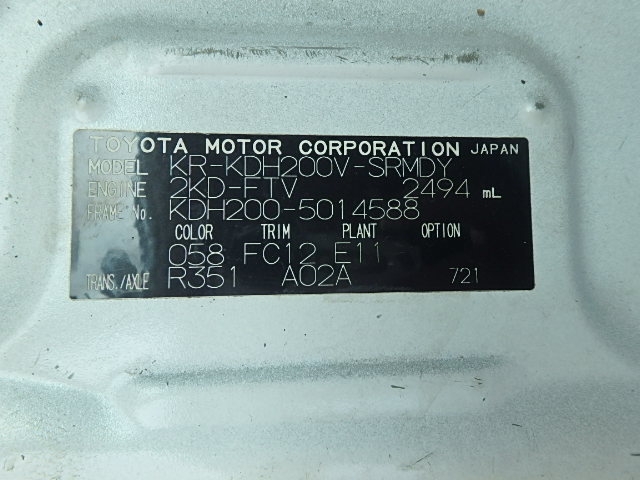 TOYOTA MOTOR CORPORATION JAPAN
MODEL KR-KDH200V-SRMDY
ENGINE 2KD-FTV 2494 mL
FRAME No. KDH200-5014588
COLOR TRIM PLANT OPTION
058 FC12 E11
TRANS./AXLE R351 A02A 721